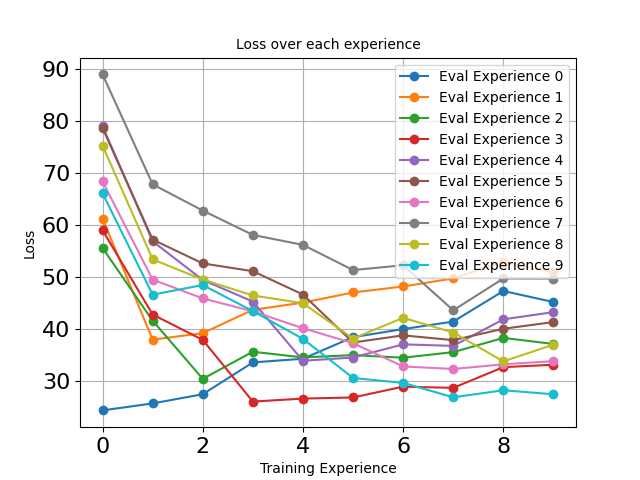 Loss over each experience
90
80
70
60
50
40
30
Loss
0
2
4
6
8
Training Experience
Eval Experience 0
Eval Experience 1
Eval Experience 2
Eval Experience 3
Eval Experience 4
Eval Experience 5
Eval Experience 6
Eval Experience 7
Eval Experience 8
Eval Experience 9